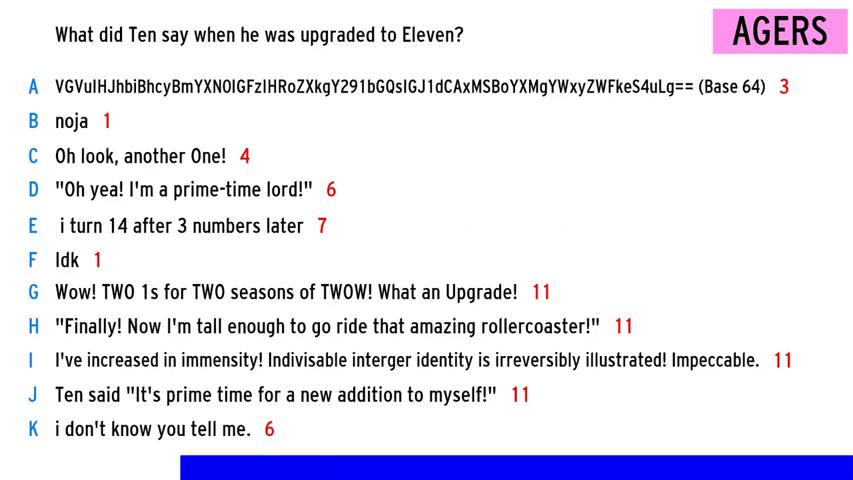 What did Ten say when he was upgraded to Eleven?
AGERS
A VGVuIHJhbiBhcyBmYXN0IGFzIHRoZXkgY291bGQsIGJ1dCAxMSBoYXMgYWxyZWFkeS4uLg== (Base 64) 3
B noja 1
C Oh look, another One! 4
D "Oh yea! I'm a prime-time lord!" 6
E i turn 14 after 3 numbers later 7
F Idk 1
G Wow! TWO 1s for TWO seasons of TWOW! What an Upgrade! 11
H "Finally! Now I'm tall enough to go ride that amazing rollercoaster!" 11
I I've increased in immensity! Indivisable interger identity is irreversibly illustrated! Impeccable. 11
J Ten said "It's prime time for a new addition to myself!" 11
K i don't know you tell me. 6